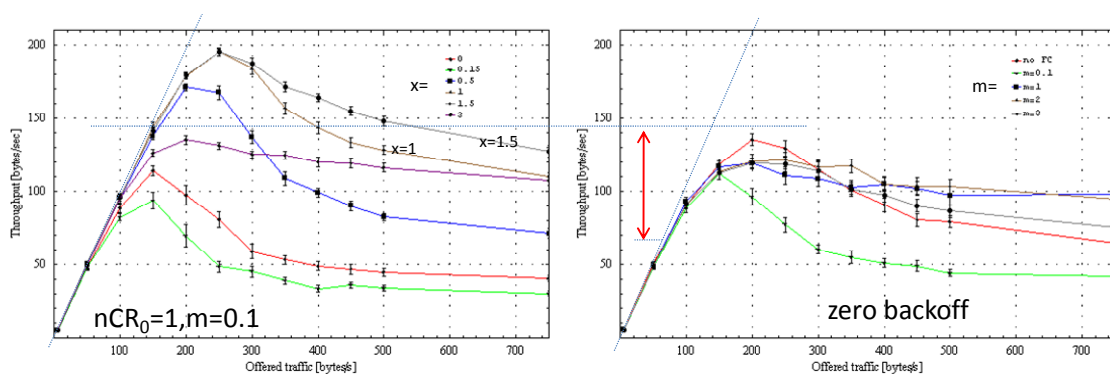 200
150
100
50
Throughput [bytes/sec]
x=
0
0.15
0.5
1
1.5
3
x=1
x=1.5
nCR0=1,m=0.1
100 200 300 400 500 600 700
Offered traffic [bytes/s]
200
150
100
50
Throughput [bytes/sec]
m=
no FC
m=0.1
m=1
m=2
m=0
zero backoff
100 200 300 400 500 600 700
Offered traffic [bytes/s]